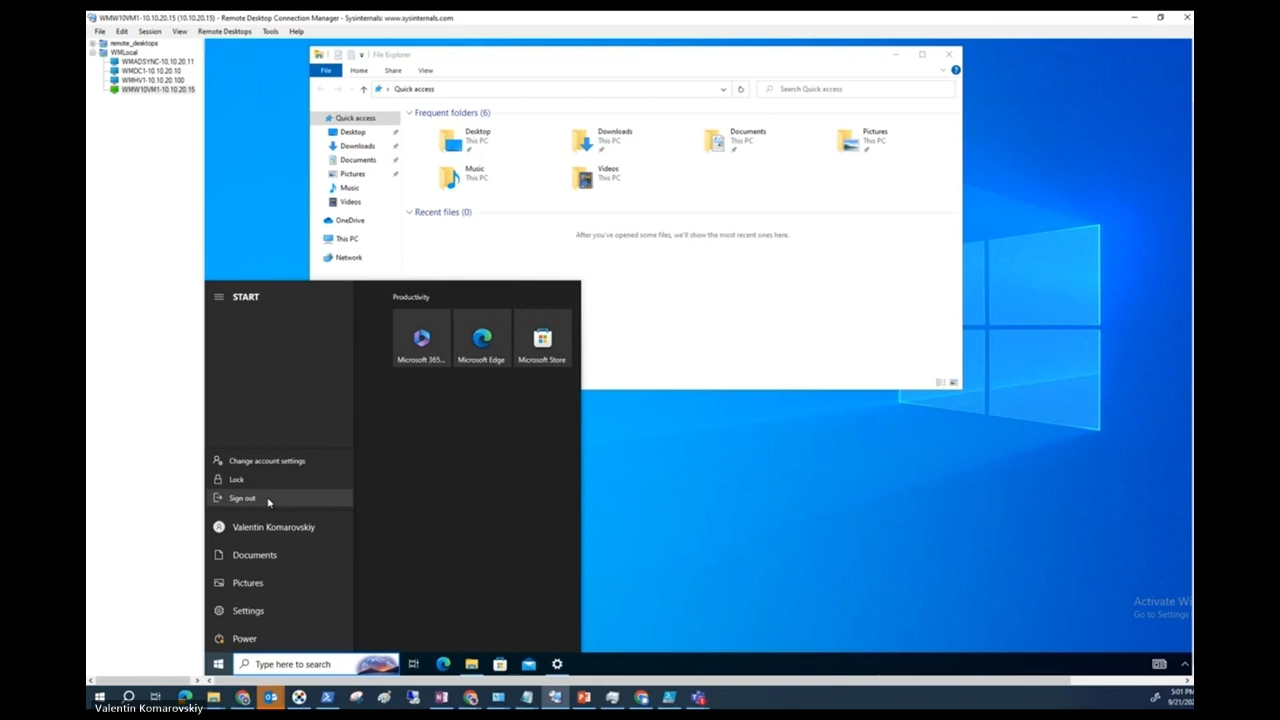 WMW10VM1-10.10.20.15 (10.10.20.15) - Remote Desktop Connection Manager - Sysinternals: www.sysinternals.com
File Edit Session View Remote Desktops Tools Help
remote_desktops
WMLocal
WMADSYNC-10.10.20.11
WMDC1-10.10.20.10
WMHV1-10.10.20.100
WMW10VM1-10.10.20.15
File Explorer
File Home Share View
Quick access
Search Quick access
Quick access
Desktop
Downloads
Documents
Pictures
Music
Videos
OneDrive
This PC
Network
Frequent folders (6)
Desktop
This PC
Downloads
This PC
Documents
This PC
Pictures
This PC
Music
This PC
Videos
This PC
Recent files (0)
After you've opened some files, we'll show the most recent ones here.
START
Productivity
Microsoft 365...
Microsoft Edge
Microsoft Store
Change account settings
Lock
Sign out
Valentin Komarovskiy
Documents
Pictures
Settings
Power
Activate Wi
Go to Settings
Type here to search
5:01 PM
9/21/20
Valentin Komarovskiy